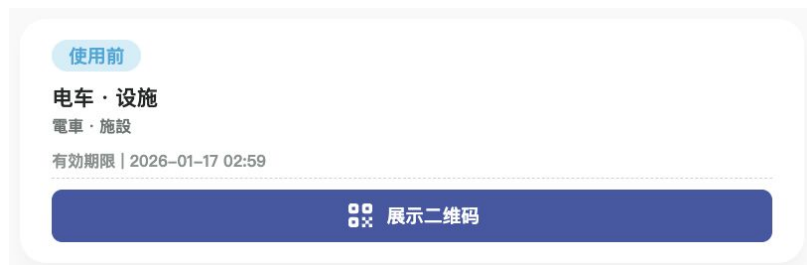 使用前
电车 · 设施
電車 · 施設
有効期限 | 2026-01-17 02:59
展示二维码